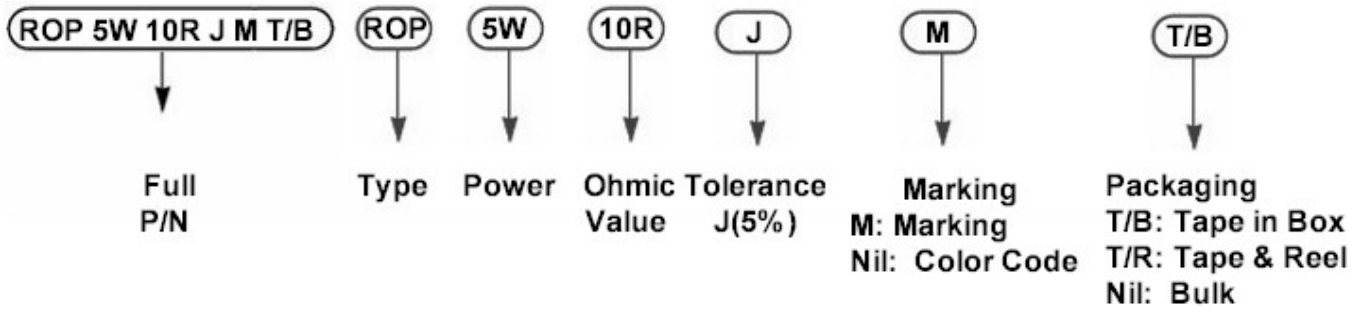 ROP 5W 10R J M T/B ROP 5W 10R J M T/B
Full Type Power Ohmic Tolerance Marking Packaging
P/N Value J(5%) M: Marking T/B: Tape in Box
Nil: Color Code T/R: Tape & Reel
Nil: Bulk